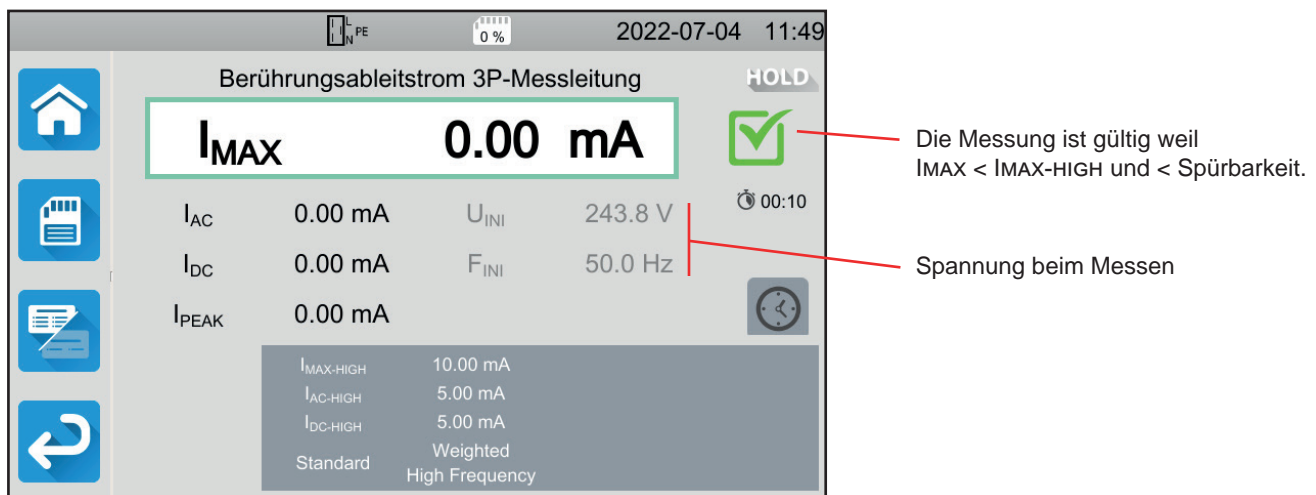 L
N PE
0 %
2022-07-04 11:49
Berührungsableitstrom 3P-Messleitung
HOLD
IMAX 0.00 mA
Die Messung ist gültig weil
IMAX < IMAX-HIGH und < Spürbarkeit.
00:10
IAC 0.00 mA UINI 243.8 V
IDC 0.00 mA FINI 50.0 Hz
Spannung beim Messen
IPEAK 0.00 mA
IMAX-HIGH 10.00 mA
IAC-HIGH 5.00 mA
IDC-HIGH 5.00 mA
Standard Weighted
High Frequency